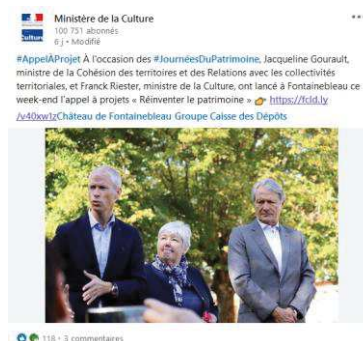 Ministère de la Culture
100 751 abonnés
6 j • Modifié
#AppelÀProjet À l'occasion des #JournéesDuPatrimoine, Jacqueline Gourault,
ministre de la Cohésion des territoires et des Relations avec les collectivités
territoriales, et Franck Riester, ministre de la Culture, ont lancé à Fontainebleau ce
week-end l'appel à projets « Réinventer le patrimoine » 👉 https://fcld.ly
/v40xw1zChâteau de Fontainebleau Groupe Caisse des Dépôts
118 • 3 commentaires